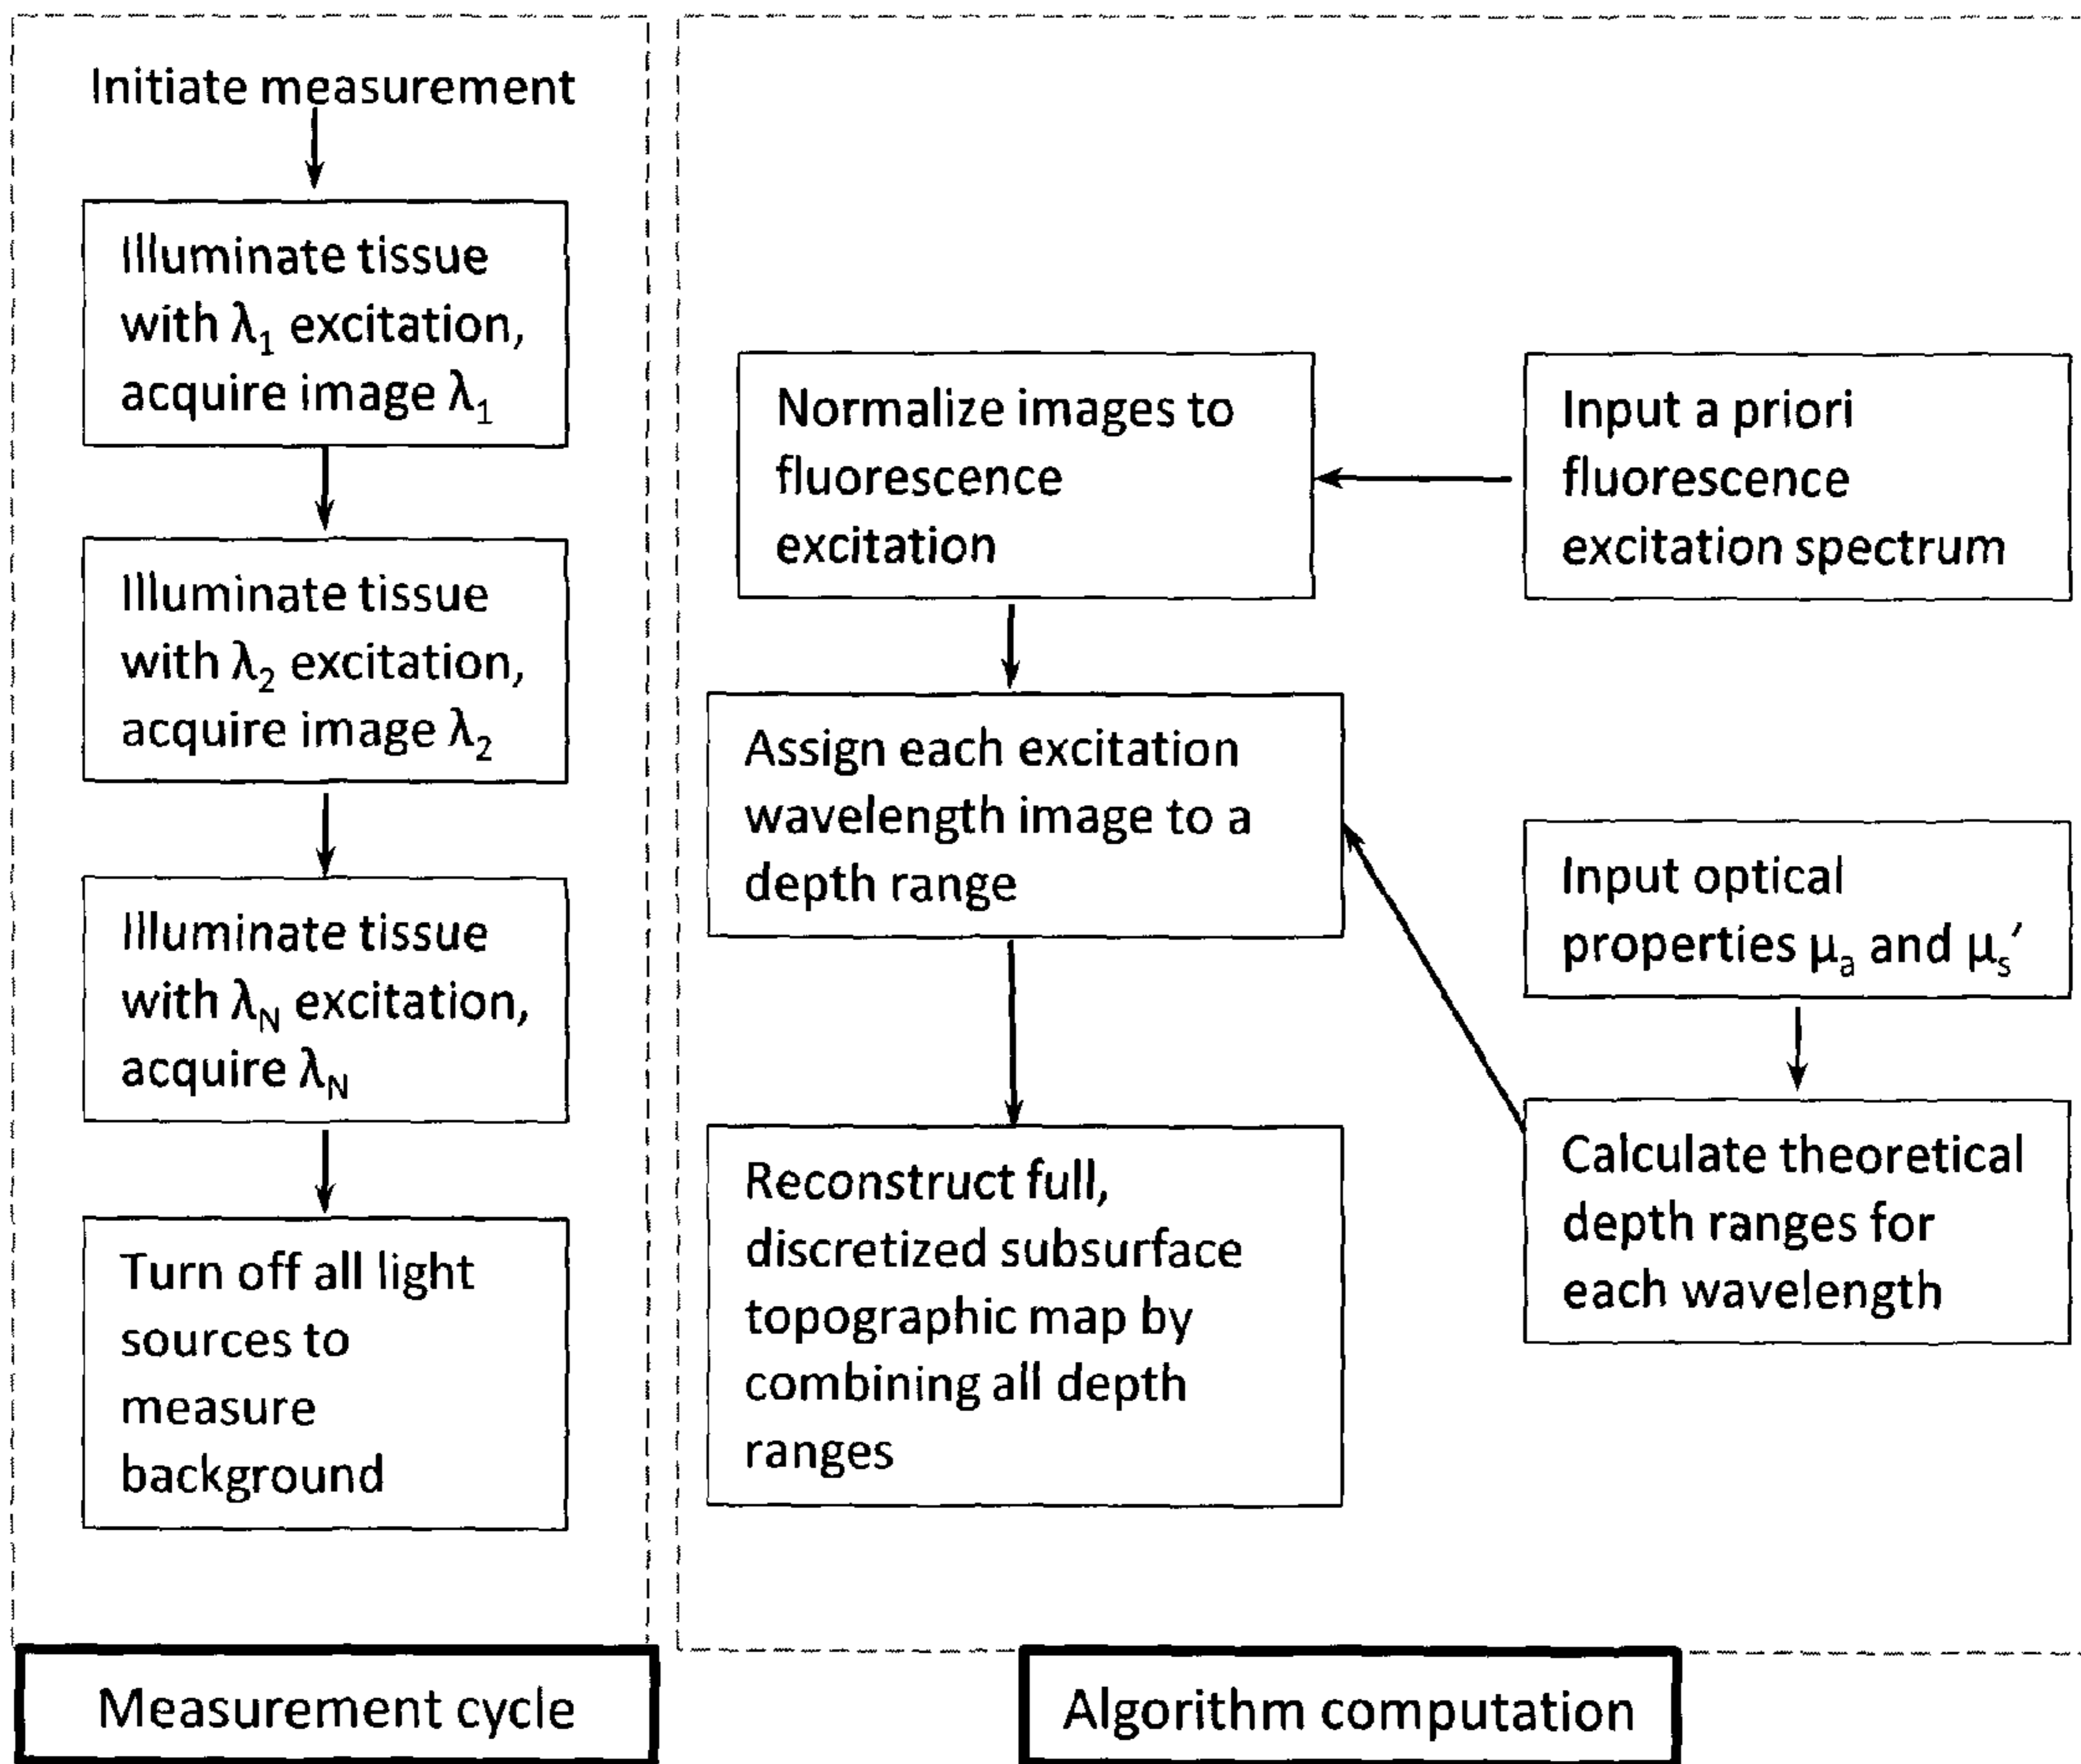 Initiate measurement
Illuminate tissue
with λ₁ excitation,
acquire image λ₁
Illuminate tissue
with λ₂ excitation,
acquire image λ₂
Illuminate tissue
with λ_N excitation,
acquire λ_N
Turn off all light
sources to
measure
background
Measurement cycle
Normalize images to
fluorescence
excitation
Input a priori
fluorescence
excitation spectrum
Assign each excitation
wavelength image to a
depth range
Input optical
properties μₐ and μₛ′
Calculate theoretical
depth ranges for
each wavelength
Reconstruct full,
discretized subsurface
topographic map by
combining all depth
ranges
Algorithm computation